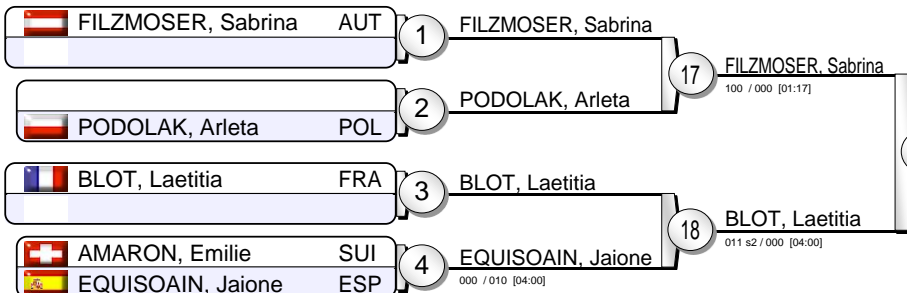 FILZMOSER, Sabrina AUT
1
FILZMOSER, Sabrina
17
FILZMOSER, Sabrina
100 / 000 [01:17]
2
PODOLAK, Arleta
PODOLAK, Arleta POL
BLOT, Laetitia FRA
3
BLOT, Laetitia
18
BLOT, Laetitia
011 s2 / 000 [04:00]
AMARON, Emilie SUI
4
EQUISOAIN, Jaione
000 / 010 [04:00]
EQUISOAIN, Jaione ESP